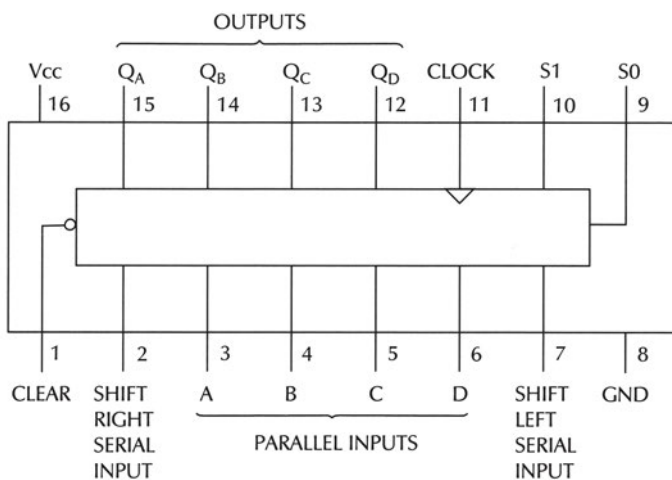 OUTPUTS
Vcc QA QB QC QD CLOCK S1 S0
16 15 14 13 12 11 10 9
1 2 3 4 5 6 7 8
CLEAR SHIFT RIGHT SERIAL INPUT A B C D SHIFT LEFT SERIAL INPUT GND
PARALLEL INPUTS